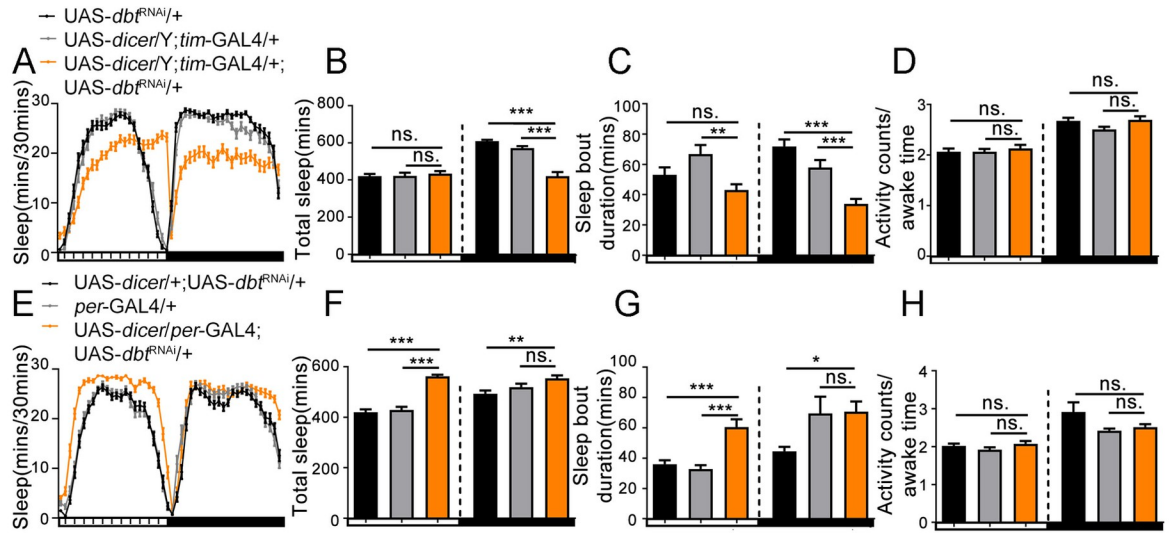 UAS-dbtRNAi/+
UAS-dicer/Y;tim-GAL4/+
UAS-dicer/Y;tim-GAL4/+;
UAS-dbtRNAi/+
A
Sleep(mins/30mins)
30
20
10
0
B
Total sleep(mins)
800
600
400
200
0
ns.
ns.
***
***
C
Sleep bout
duration(mins)
100
80
60
40
20
0
ns.
**
***
***
D
Activity counts/
awake time
3
2
1
0
ns.
ns.
ns.
ns.
UAS-dicer/+;UAS-dbtRNAi/+
per-GAL4/+
UAS-dicer/per-GAL4;
UAS-dbtRNAi/+
E
Sleep(mins/30mins)
30
20
10
0
F
Total sleep(mins)
600
400
200
0
***
***
**
ns.
G
Sleep bout
duration(mins)
100
80
60
40
20
0
***
***
*
ns.
H
Activity counts/
awake time
4
3
2
1
0
ns.
ns.
ns.
ns.